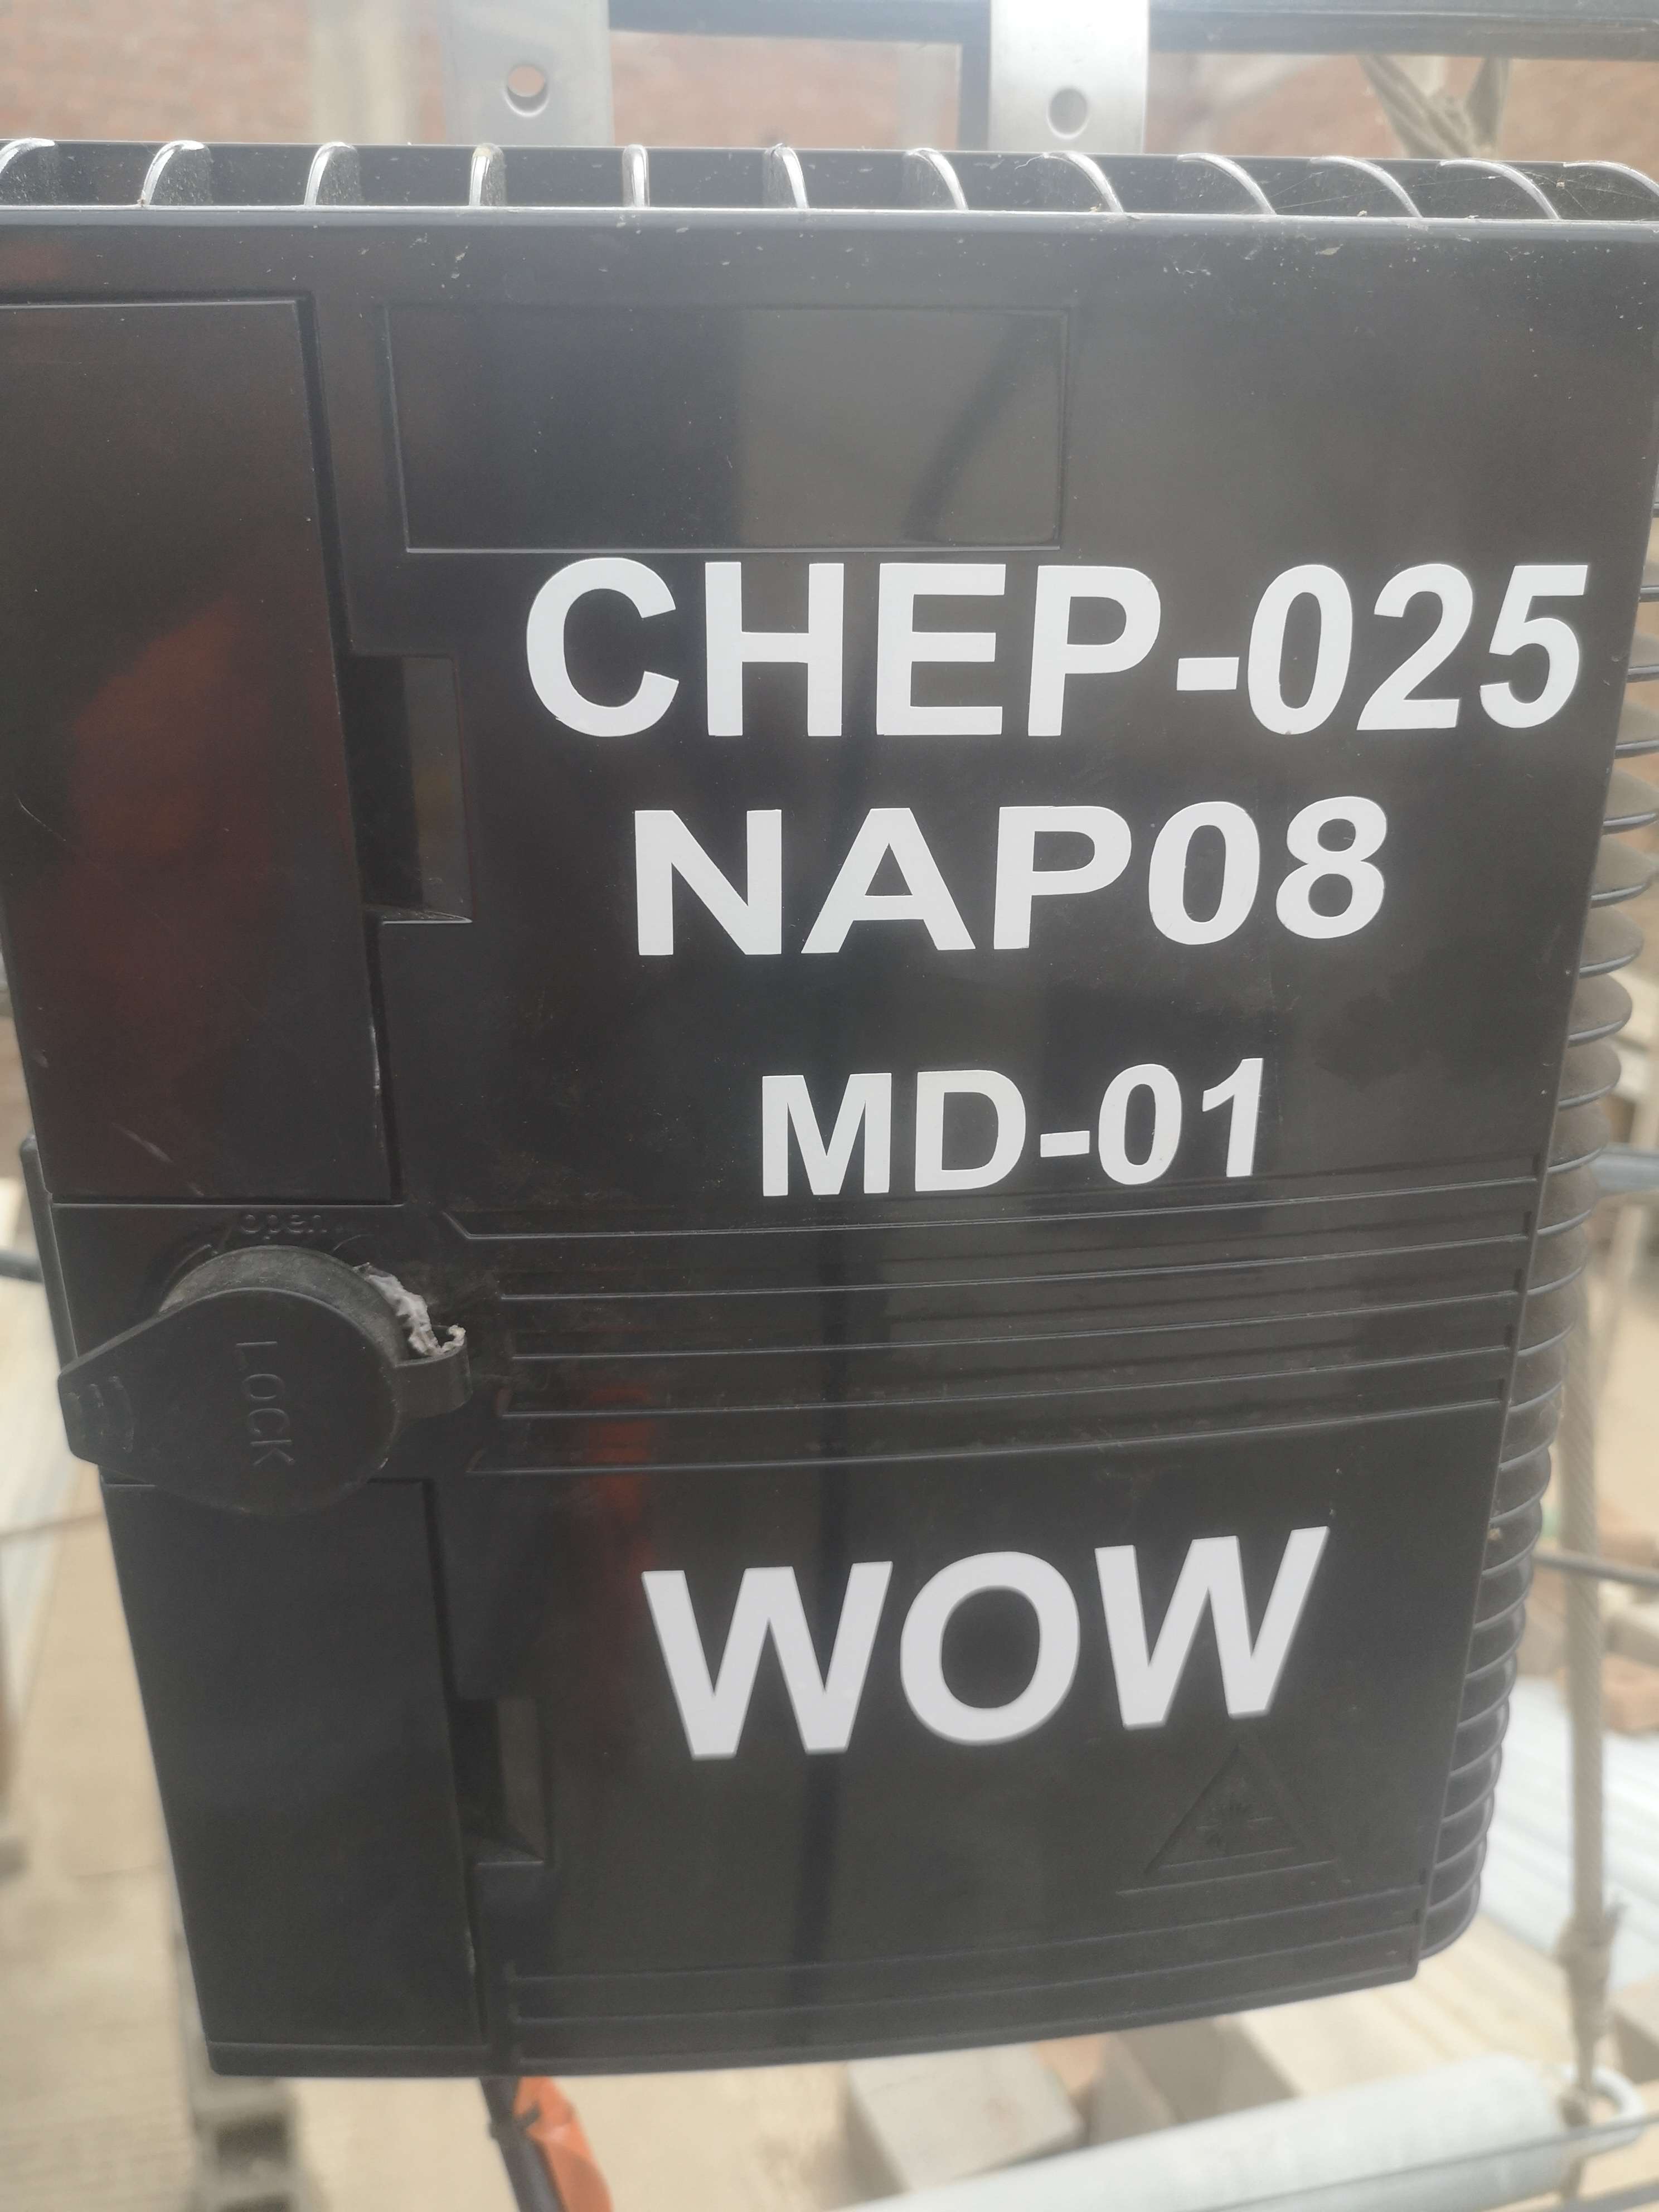 CHEP-025
NAP08
MD-01
open
LOCK
WOW